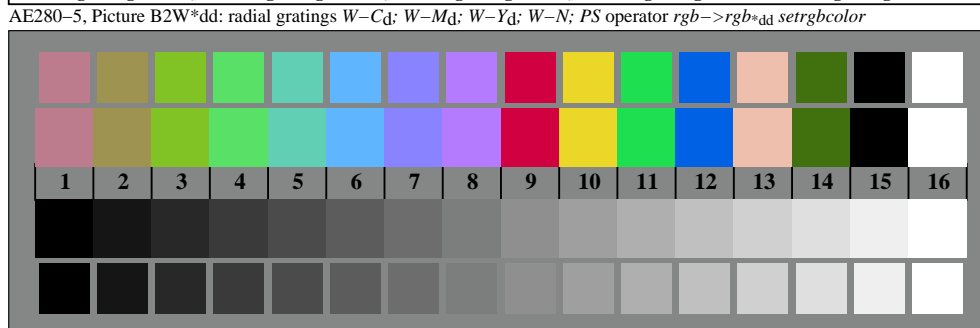 AE280–5, Picture B2W*dd: radial gratings W–Cd; W–Md; W–Yd; W–N; PS operator rgb–>rgb*dd setrgbcolor
1 2 3 4 5 6 7 8 9 10 11 12 13 14 15 16